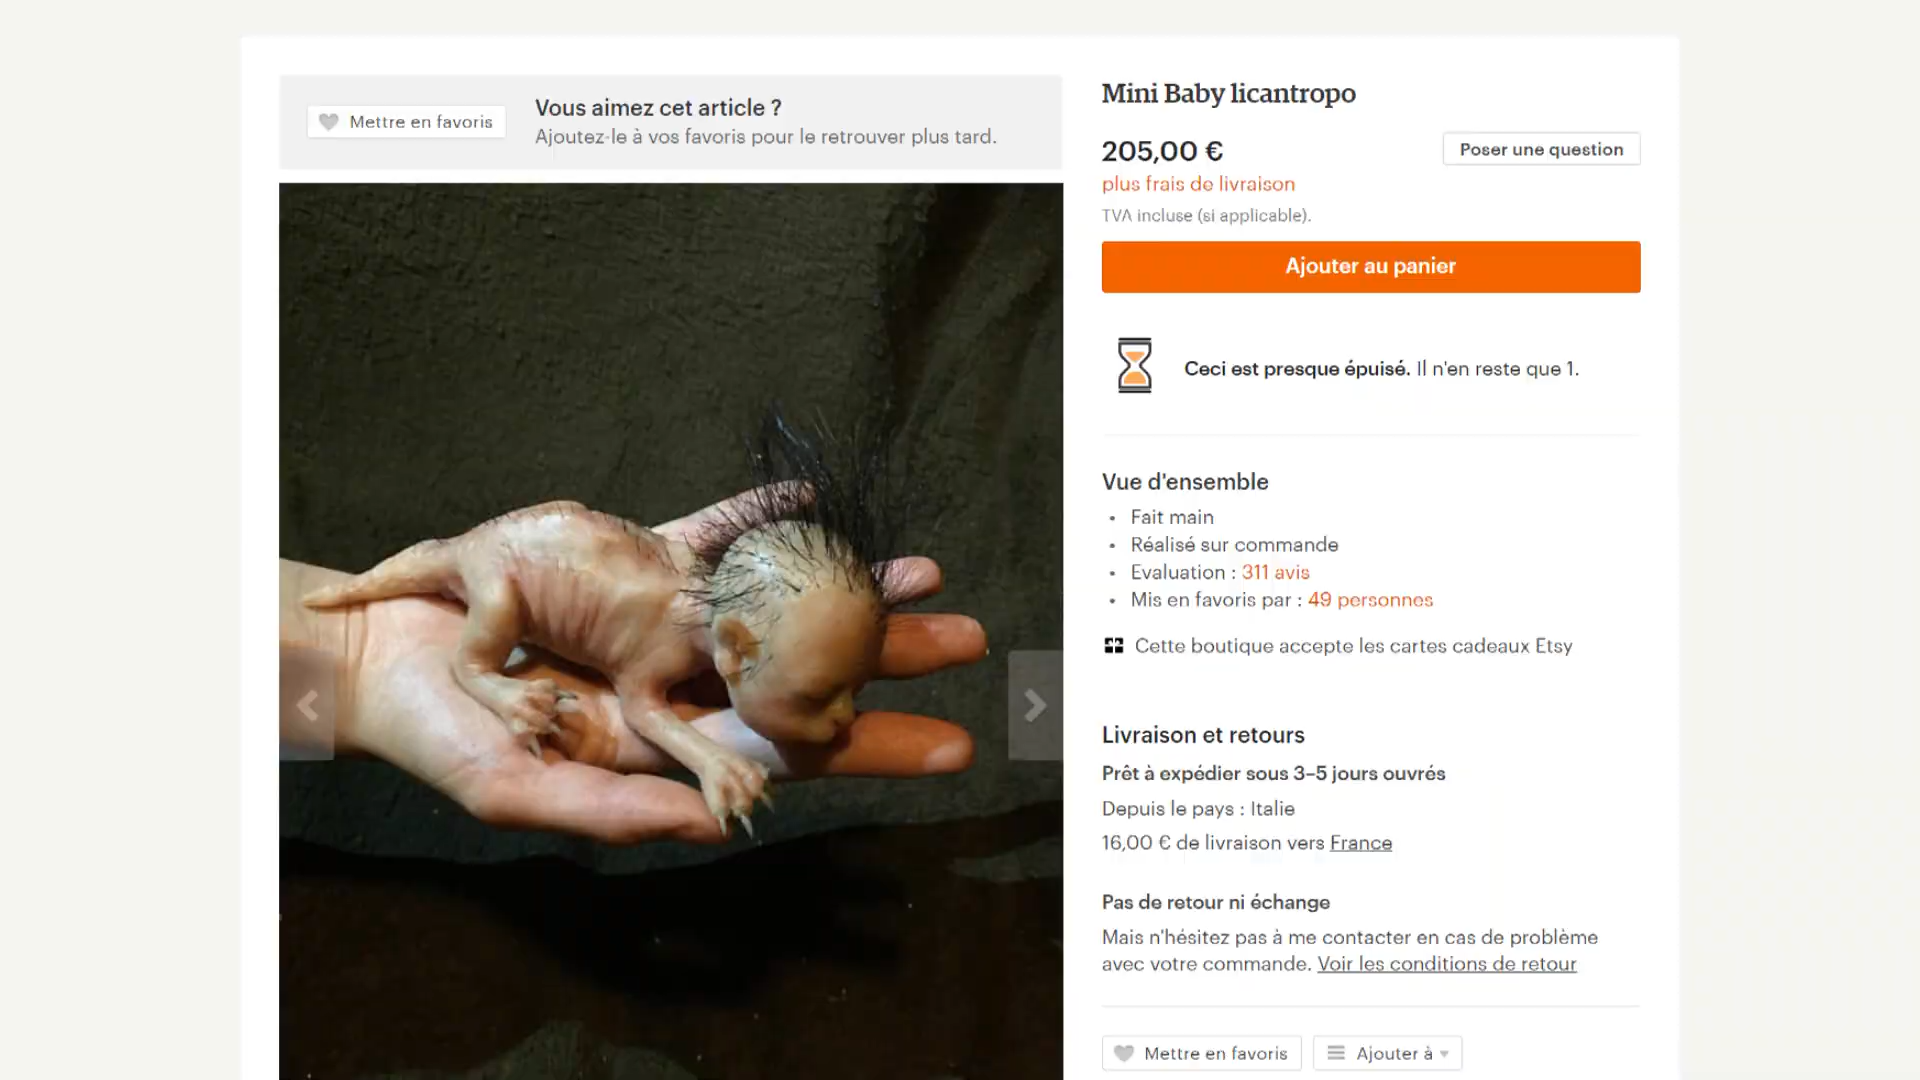 Mettre en favoris
Vous aimez cet article ?
Ajoutez-le à vos favoris pour le retrouver plus tard.
Mini Baby licantropo
205,00 €
Poser une question
plus frais de livraison
TVA incluse (si applicable).
Ajouter au panier
Ceci est presque épuisé. Il n'en reste que 1.
Vue d'ensemble
• Fait main
• Réalisé sur commande
• Evaluation : 311 avis
• Mis en favoris par : 49 personnes
Cette boutique accepte les cartes cadeaux Etsy
Livraison et retours
Prêt à expédier sous 3–5 jours ouvrés
Depuis le pays : Italie
16,00 € de livraison vers France
Pas de retour ni échange
Mais n'hésitez pas à me contacter en cas de problème
avec votre commande. Voir les conditions de retour
Mettre en favoris
Ajouter à